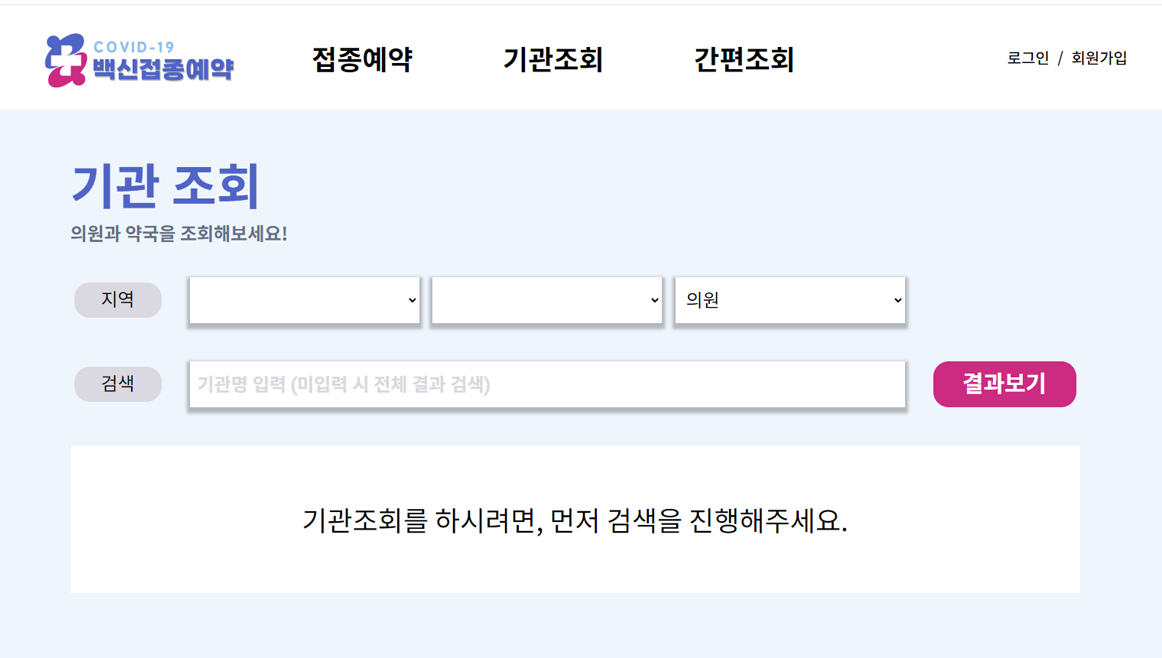 COVID-19
백신접종예약
접종예약 기관조회 간편조회 로그인 / 회원가입
기관 조회
의원과 약국을 조회해보세요!
지역 의원
검색 기관명 입력 (미입력 시 전체 결과 검색) 결과보기
기관조회를 하시려면, 먼저 검색을 진행해주세요.